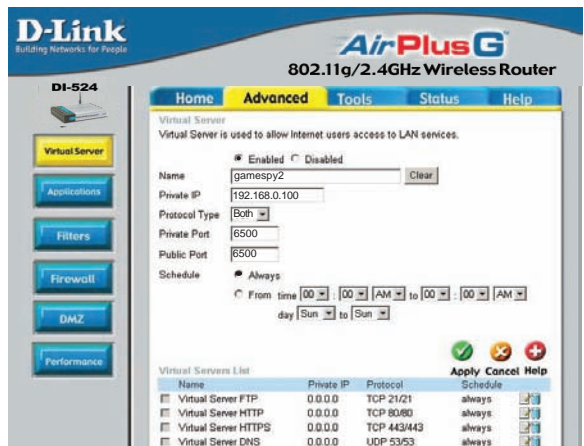 D-Link
Building Networks for People
AirPlus G
802.11g/2.4GHz Wireless Router
DI-524
Home Advanced Tools Status Help
Virtual Server
Applications
Filters
Firewall
DMZ
Performance
Virtual Server
Virtual Server is used to allow Internet users access to LAN services.
Enabled Disabled
Name gamespy2 Clear
Private IP 192.168.0.100
Protocol Type Both
Private Port 6500
Public Port 6500
Schedule Always
From time 00 : 00 AM to 00 : 00 AM
day Sun to Sun
Apply Cancel Help
Virtual Servers List
Name Private IP Protocol Schedule
Virtual Server FTP 0.0.0.0 TCP 21/21 always
Virtual Server HTTP 0.0.0.0 TCP 80/80 always
Virtual Server HTTPS 0.0.0.0 TCP 443/443 always
Virtual Server DNS 0.0.0.0 UDP 53/53 always